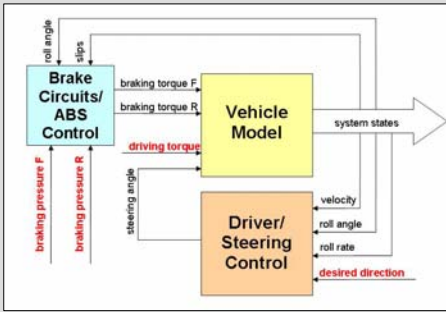 roll angle
slips
Brake
Circuits/
ABS
Control
braking torque F
braking torque R
Vehicle
Model
system states
driving torque
steering angle
braking pressure F
braking pressure R
Driver/
Steering
Control
velocity
roll angle
roll rate
desired direction